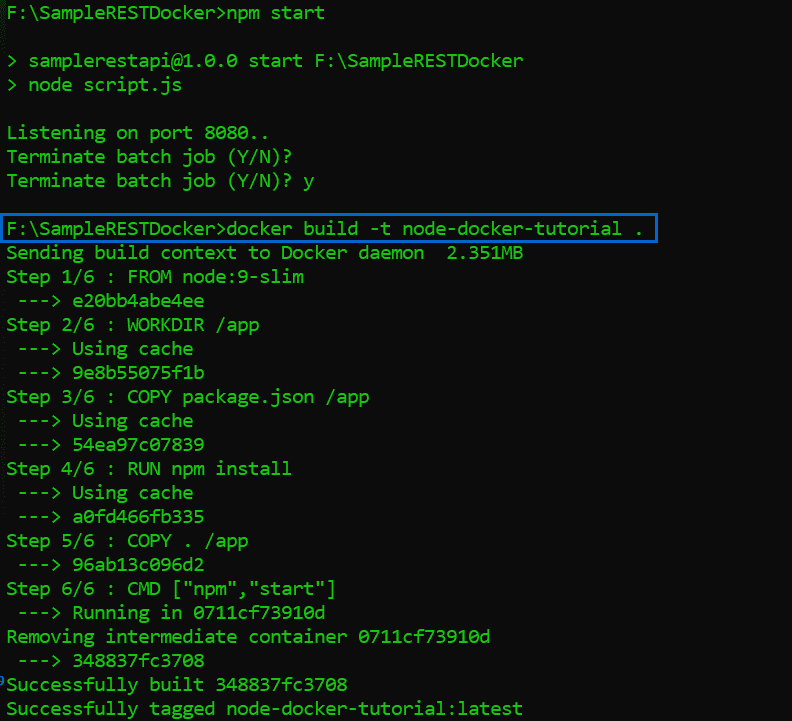 F:\SampleRESTDocker>npm start
> samplerestapi@1.0.0 start F:\SampleRESTDocker
> node script.js
Listening on port 8080..
Terminate batch job (Y/N)?
Terminate batch job (Y/N)? y
F:\SampleRESTDocker>docker build -t node-docker-tutorial .
Sending build context to Docker daemon  2.351MB
Step 1/6 : FROM node:9-slim
 ---> e20bb4abe4ee
Step 2/6 : WORKDIR /app
 ---> Using cache
 ---> 9e8b55075f1b
Step 3/6 : COPY package.json /app
 ---> Using cache
 ---> 54ea97c07839
Step 4/6 : RUN npm install
 ---> Using cache
 ---> a0fd466fb335
Step 5/6 : COPY . /app
 ---> 96ab13c096d2
Step 6/6 : CMD ["npm","start"]
 ---> Running in 0711cf73910d
Removing intermediate container 0711cf73910d
 ---> 348837fc3708
Successfully built 348837fc3708
Successfully tagged node-docker-tutorial:latest